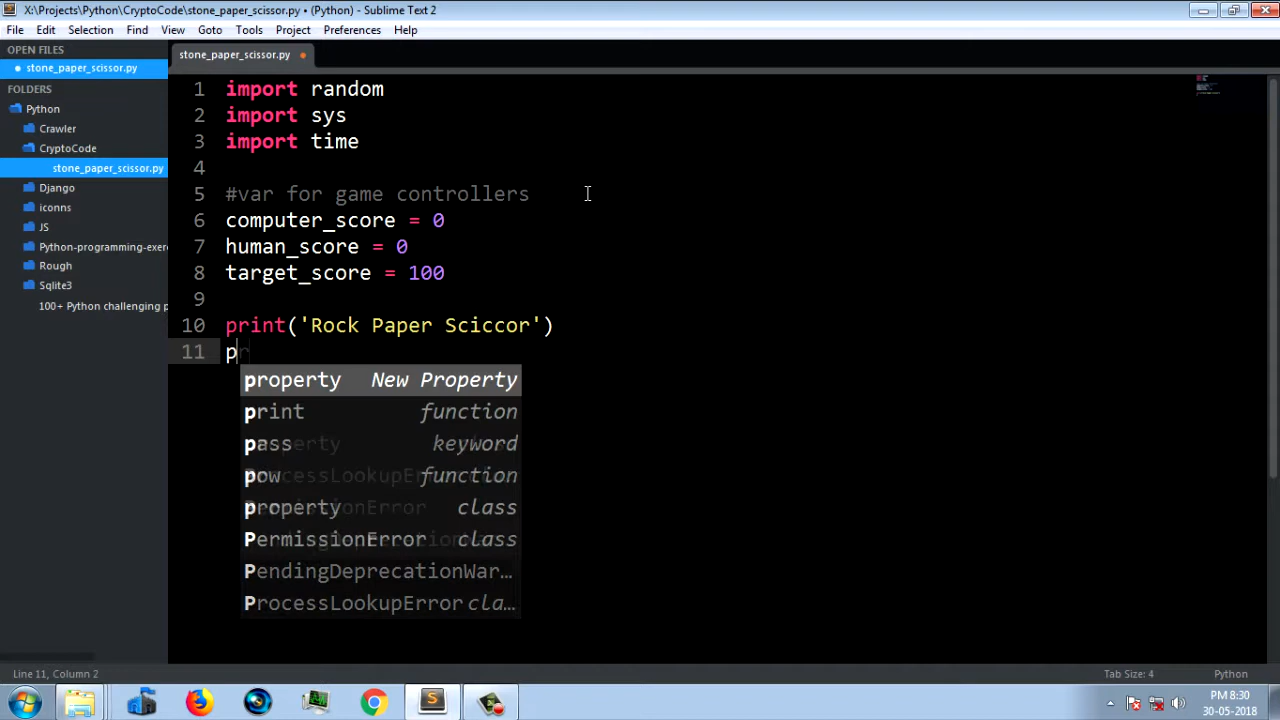 X:\Projects\Python\CryptoCode\stone_paper_scissor.py • (Python) - Sublime Text 2
File Edit Selection Find View Goto Tools Project Preferences Help
OPEN FILES
stone_paper_scissor.py
FOLDERS
Python
Crawler
CryptoCode
stone_paper_scissor.py
Django
iconns
JS
Python-programming-exer
Rough
Sqlite3
100+ Python challenging p
stone_paper_scissor.py
1 import random
2 import sys
3 import time
4
5 #var for game controllers
6 computer_score = 0
7 human_score = 0
8 target_score = 100
9
10 print('Rock Paper Sciccor')
11 pr
property New Property
print function
pass keyword
pow function
property class
PermissionError class
PendingDeprecationWar…
ProcessLookupError cla…
Line 11, Column 2
Tab Size: 4
Python
PM 8:30
30-05-2018